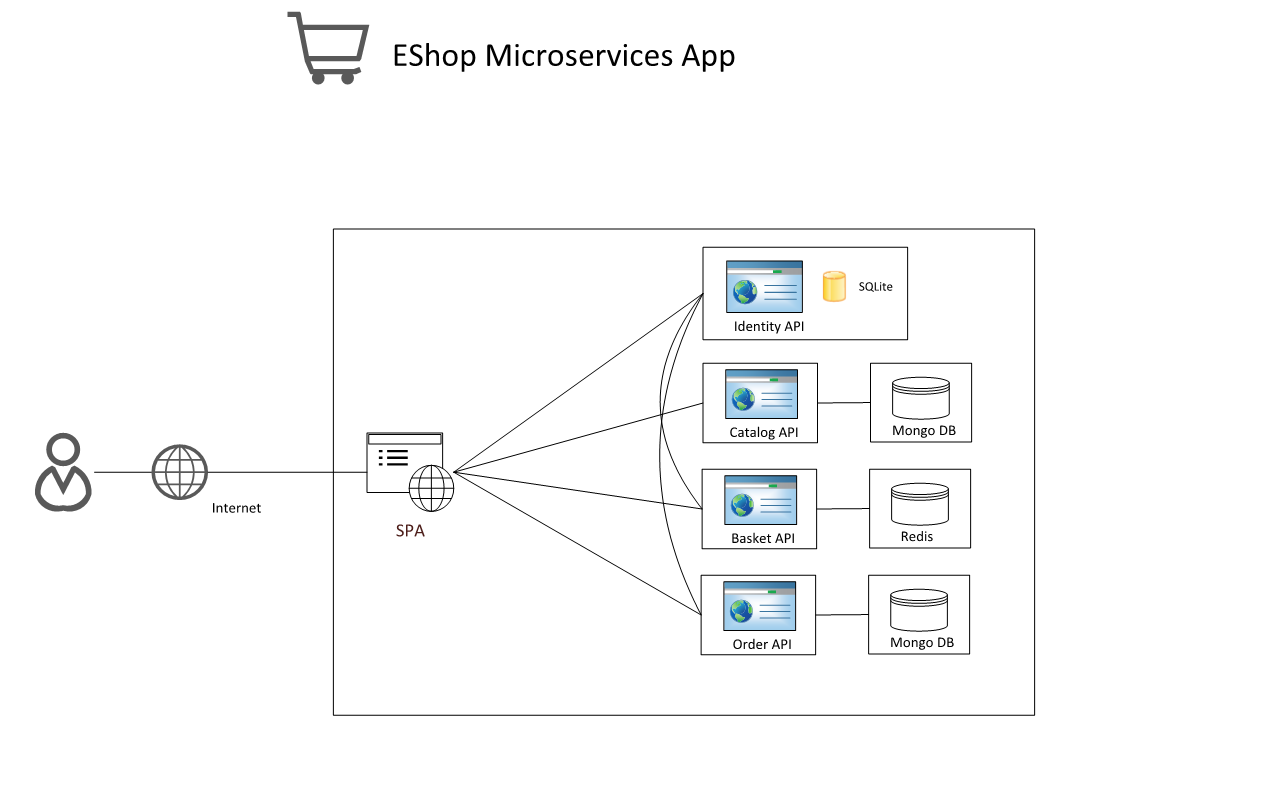 EShop Microservices App
SQLite
Identity API
Catalog API
Mongo DB
Internet
SPA
Basket API
Redis
Order API
Mongo DB